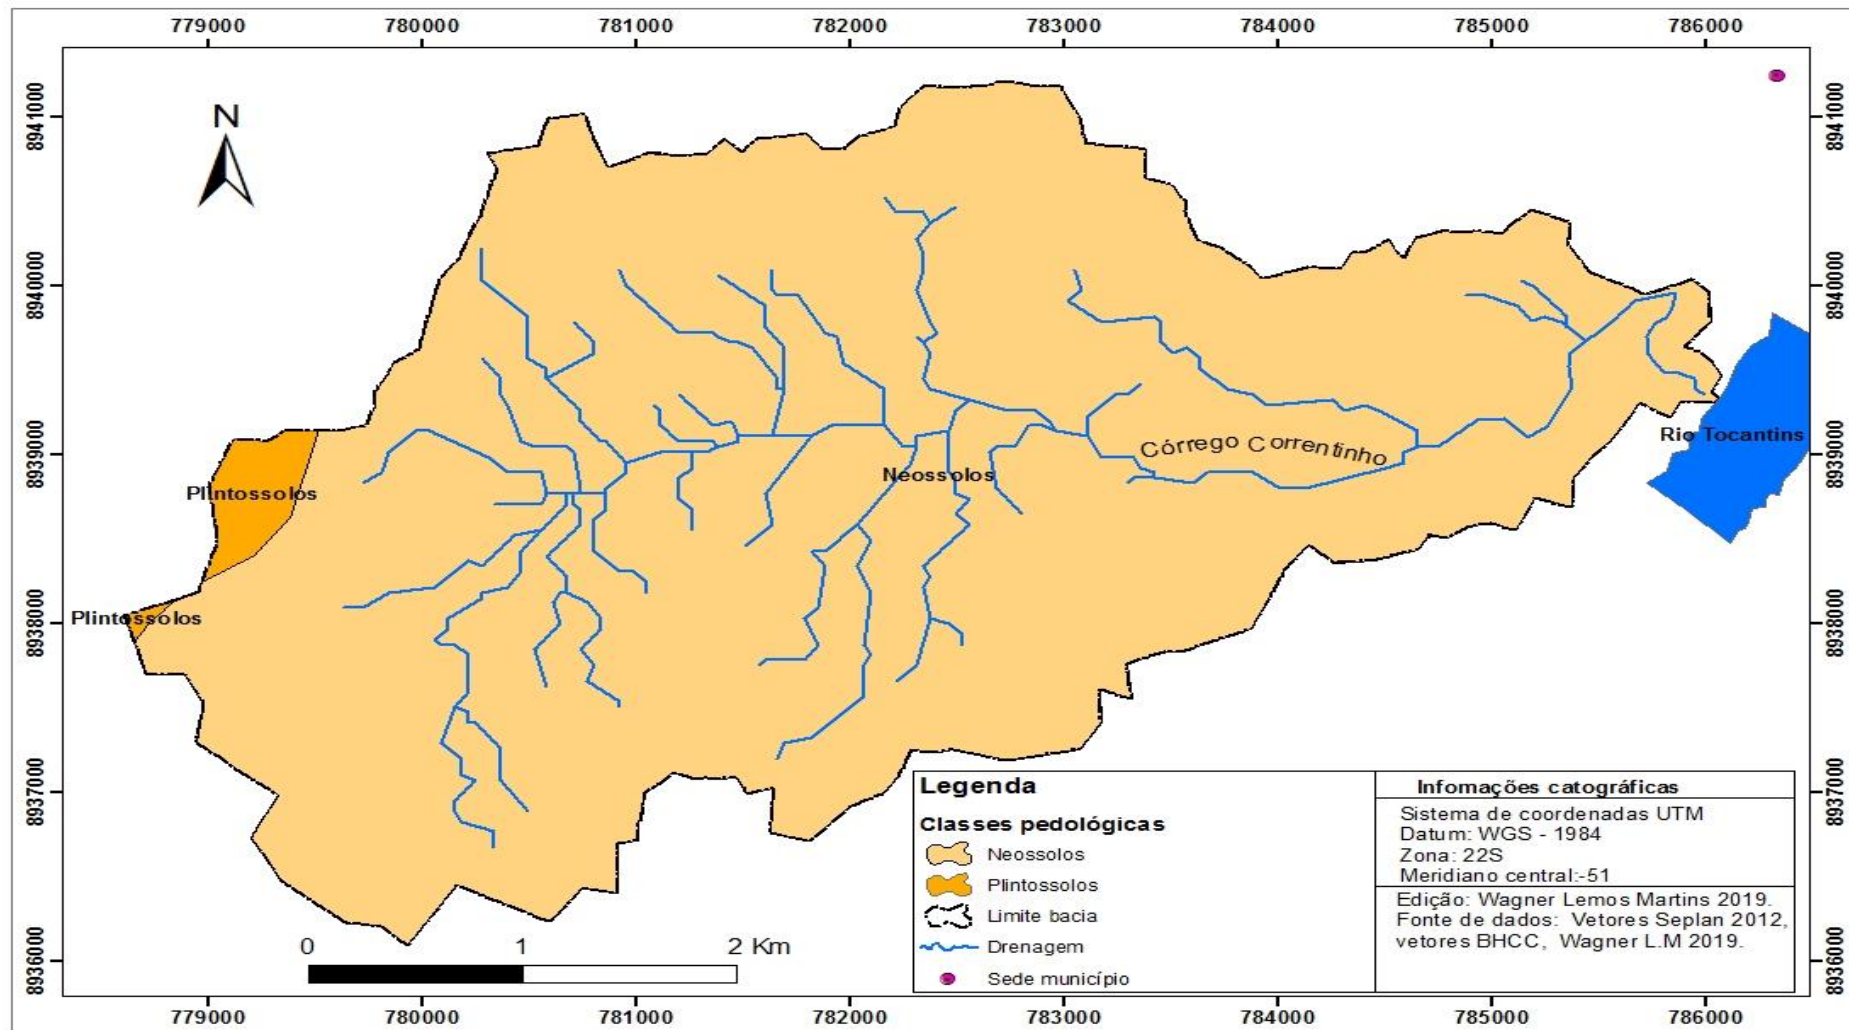 779000 780000 781000 782000 783000 784000 785000 786000
8941000
8941000
N
8940000
8940000
8939000
8939000
Rio Tocantins
Córrego Correntinho
Neossolos
Plintossolos
8938000
8938000
Plintossolos
8937000
8937000
Legenda
Classes pedológicas
Neossolos
Plintossolos
Limite bacia
Drenagem
Sede município
Infomações catográficas
Sistema de coordenadas UTM
Datum: WGS - 1984
Zona: 22S
Meridiano central:-51
Edição: Wagner Lemos Martins 2019.
Fonte de dados: Vetores Seplan 2012,
vetores BHCC, Wagner L.M 2019.
0 1 2 Km
8936000
8936000
779000 780000 781000 782000 783000 784000 785000 786000